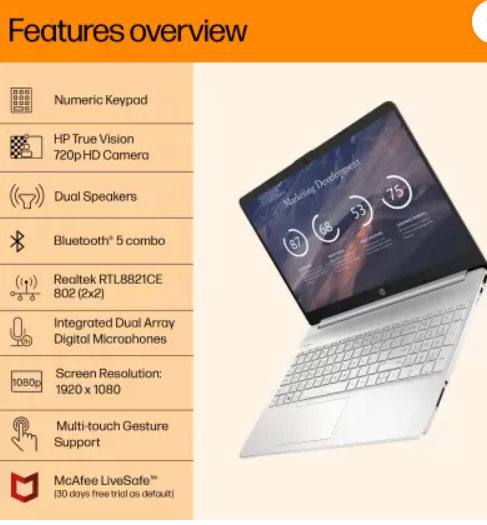 Features overview
Numeric Keypad
HP True Vision
720p HD Camera
Dual Speakers
Bluetooth® 5 combo
Realtek RTL8821CE
802 (2x2)
Integrated Dual Array
Digital Microphones
1080p
Screen Resolution:
1920 x 1080
Multi-touch Gesture
Support
McAfee LiveSafe™
(30 days free trial as default)
Marketing Development
87
68
53
75
hp